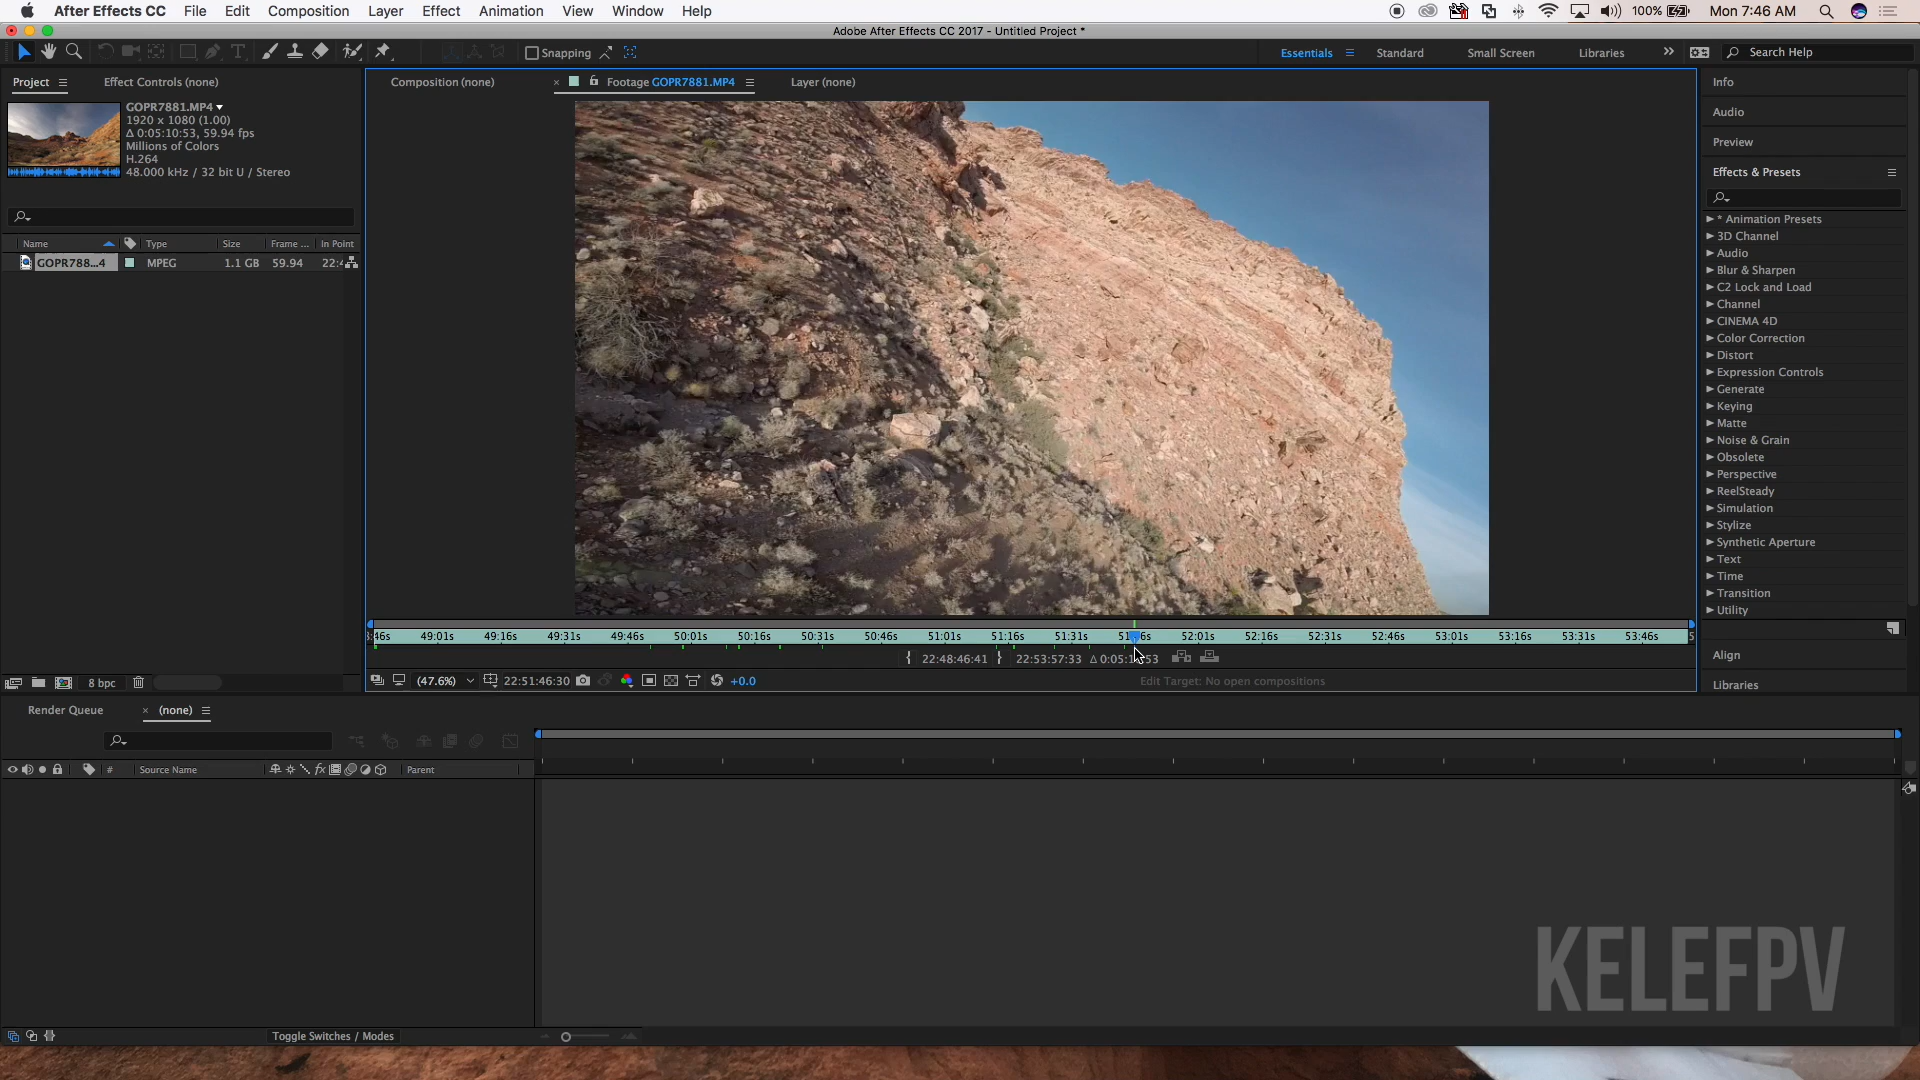 After Effects CC File Edit Composition Layer Effect Animation View Window Help 100% Mon 7:46 AM
Adobe After Effects CC 2017 - Untitled Project *
Snapping Essentials Standard Small Screen Libraries Search Help
Project Effect Controls (none)
GOPR7881.MP4
1920 x 1080 (1.00)
Δ 0:05:10:53, 59.94 fps
Millions of Colors
H.264
48.000 kHz / 32 bit U / Stereo
Name Type Size Frame ... In Point
GOPR788...4 MPEG 1.1 GB 59.94 22:4
8 bpc
Composition (none) Footage GOPR7881.MP4 Layer (none)
49:01s 49:16s 49:31s 49:46s 50:01s 50:16s 50:31s 50:46s 51:01s 51:16s 51:31s 52:01s 52:16s 52:31s 52:46s 53:01s 53:16s 53:31s 53:46s
22:48:46:41 22:53:57:33
(47.6%) 22:51:46:30 +0.0 Edit Target: No open compositions
Info
Audio
Preview
Effects & Presets
* Animation Presets
3D Channel
Audio
Blur & Sharpen
C2 Lock and Load
Channel
CINEMA 4D
Color Correction
Distort
Expression Controls
Generate
Keying
Matte
Noise & Grain
Obsolete
Perspective
ReelSteady
Simulation
Stylize
Synthetic Aperture
Text
Time
Transition
Utility
Align
Libraries
Render Queue (none)
# Source Name fx Parent
Toggle Switches / Modes
KELEFPV